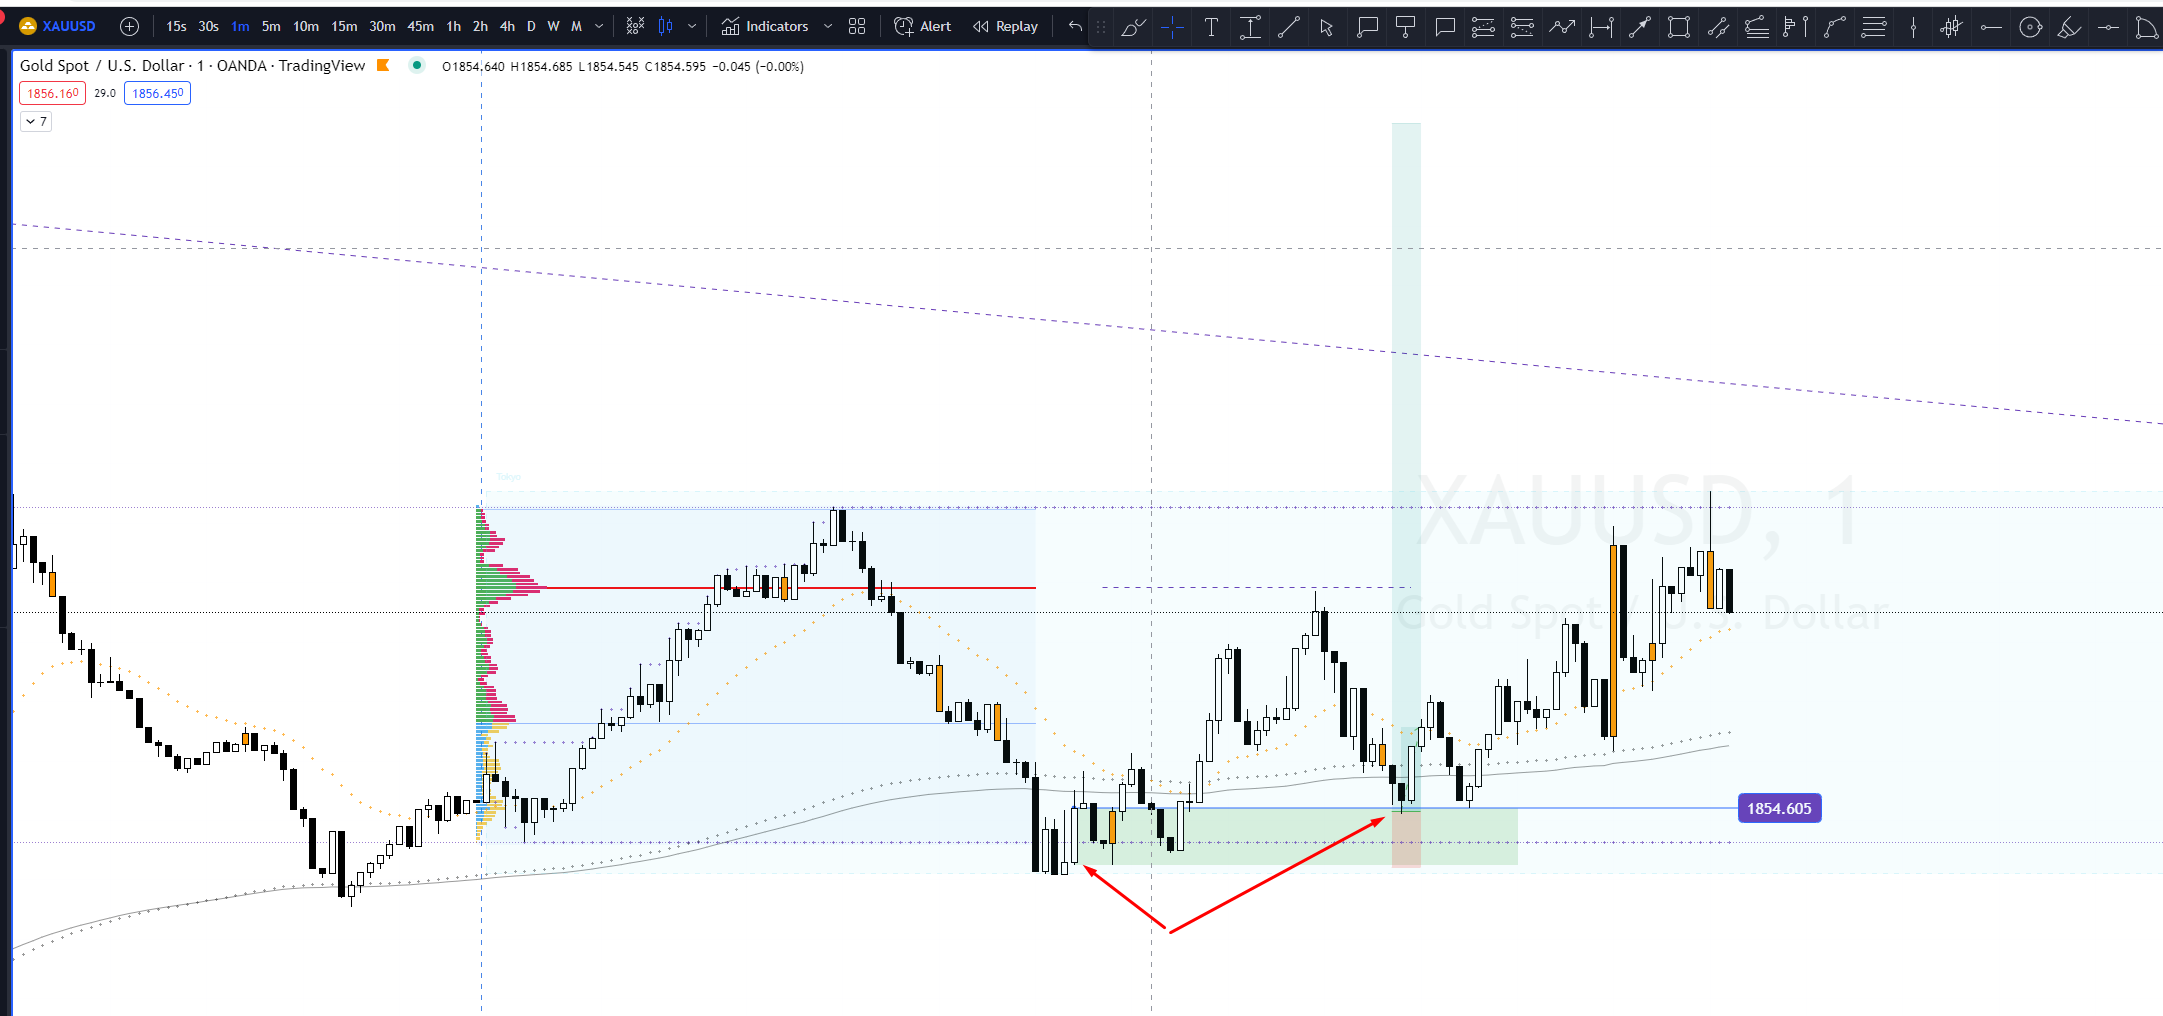 XAUUSD 15s 30s 1m 5m 10m 15m 30m 45m 1h 2h 4h D W M Indicators Alert Replay
Gold Spot / U.S. Dollar · 1 · OANDA · TradingView O1854.640 H1854.685 L1854.545 C1854.595 −0.045 (−0.00%)
1856.160 29.0 1856.450
7
Tokyo
XAUUSD, 1
Gold Spot / U.S. Dollar
1854.605